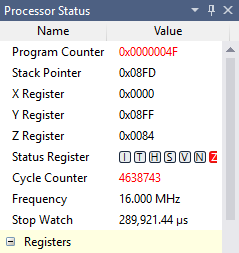 Processor Status
Name Value
Program Counter 0x0000004F
Stack Pointer 0x08FD
X Register 0x0000
Y Register 0x08FF
Z Register 0x0084
Status Register I T H S V N Z
Cycle Counter 4638743
Frequency 16.000 MHz
Stop Watch 289,921.44 µs
Registers